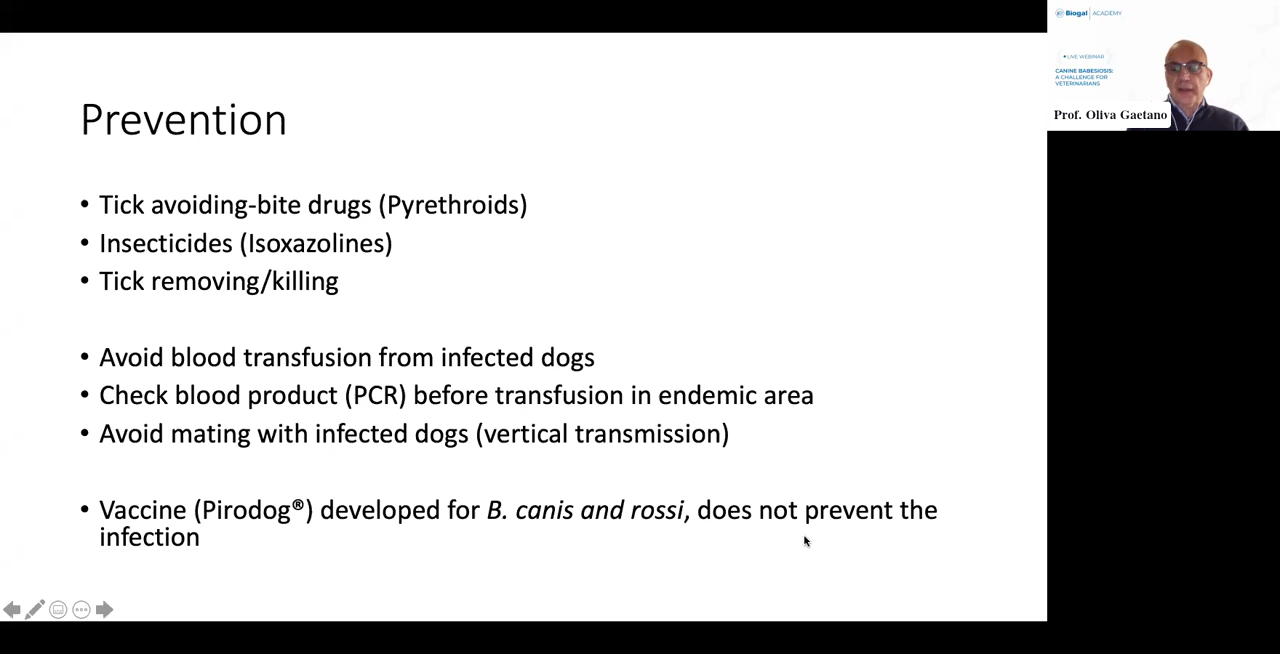 Prevention
• Tick avoiding-bite drugs (Pyrethroids)
• Insecticides (Isoxazolines)
• Tick removing/killing
• Avoid blood transfusion from infected dogs
• Check blood product (PCR) before transfusion in endemic area
• Avoid mating with infected dogs (vertical transmission)
• Vaccine (Pirodog®) developed for B. canis and rossi, does not prevent the
infection
Biogal | ACADEMY
LIVE WEBINAR
CANINE BABESIOSIS:
A CHALLENGE FOR
VETERINARIANS
Prof. Oliva Gaetano